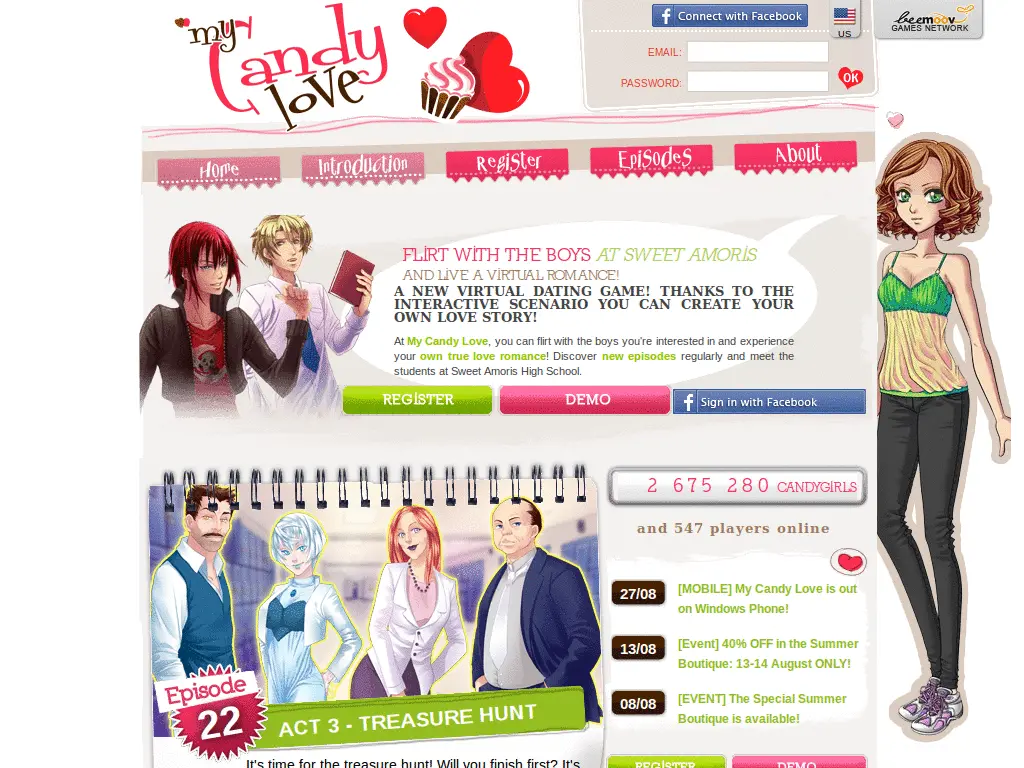 my Candy love
Connect with Facebook
US
beemoov
GAMES NETWORK
EMAIL:
PASSWORD:
OK
Home
Introduction
Register
Episodes
About
FLIRT WITH THE BOYS AT SWEET AMORIS
AND LIVE A VIRTUAL ROMANCE!
A NEW VIRTUAL DATING GAME! THANKS TO THE
INTERACTIVE SCENARIO YOU CAN CREATE YOUR
OWN LOVE STORY!
At My Candy Love, you can flirt with the boys you're interested in and experience
your own true love romance! Discover new episodes regularly and meet the
students at Sweet Amoris High School.
REGISTER
DEMO
Sign in with Facebook
2 675 280 CANDYGIRLS
and 547 players online
27/08
[MOBILE] My Candy Love is out
on Windows Phone!
13/08
[Event] 40% OFF in the Summer
Boutique: 13-14 August ONLY!
08/08
[EVENT] The Special Summer
Boutique is available!
Episode
22
ACT 3 - TREASURE HUNT
It's time for the treasure hunt! Will you finish first? It's
REGISTER
DEMO